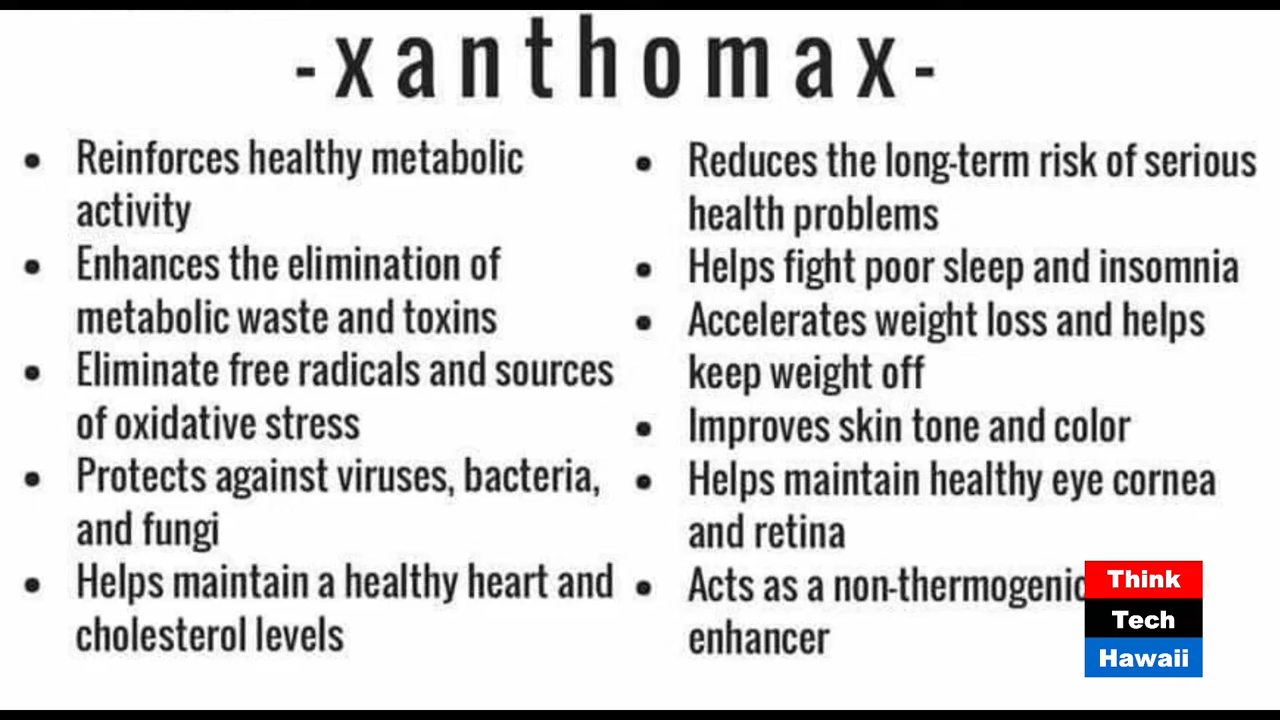 -xanthomax-
Reinforces healthy metabolic
activity
Enhances the elimination of
metabolic waste and toxins
Eliminate free radicals and sources
of oxidative stress
Protects against viruses, bacteria,
and fungi
Helps maintain a healthy heart and
cholesterol levels
Reduces the long-term risk of serious
health problems
Helps fight poor sleep and insomnia
Accelerates weight loss and helps
keep weight off
Improves skin tone and color
Helps maintain healthy eye cornea
and retina
Acts as a non-thermogenic
enhancer
Think
Tech
Hawaii